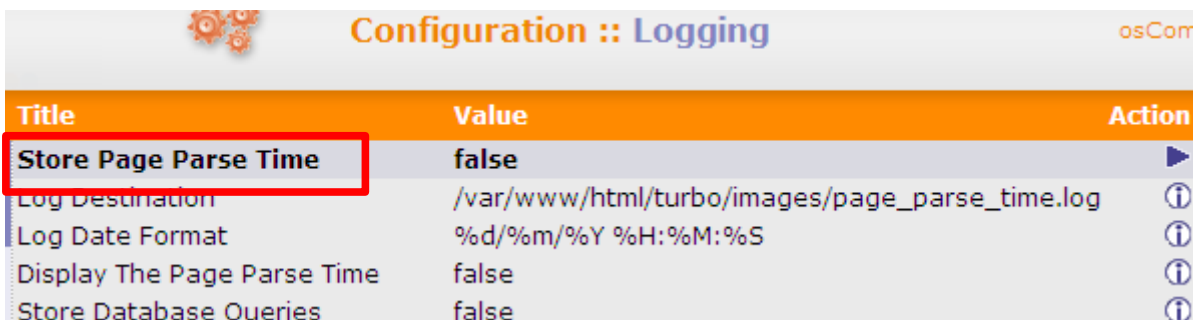 Configuration :: Logging osCom
Title Value Action
Store Page Parse Time false
Log Destination /var/www/html/turbo/images/page_parse_time.log
Log Date Format %d/%m/%Y %H:%M:%S
Display The Page Parse Time false
Store Database Queries false